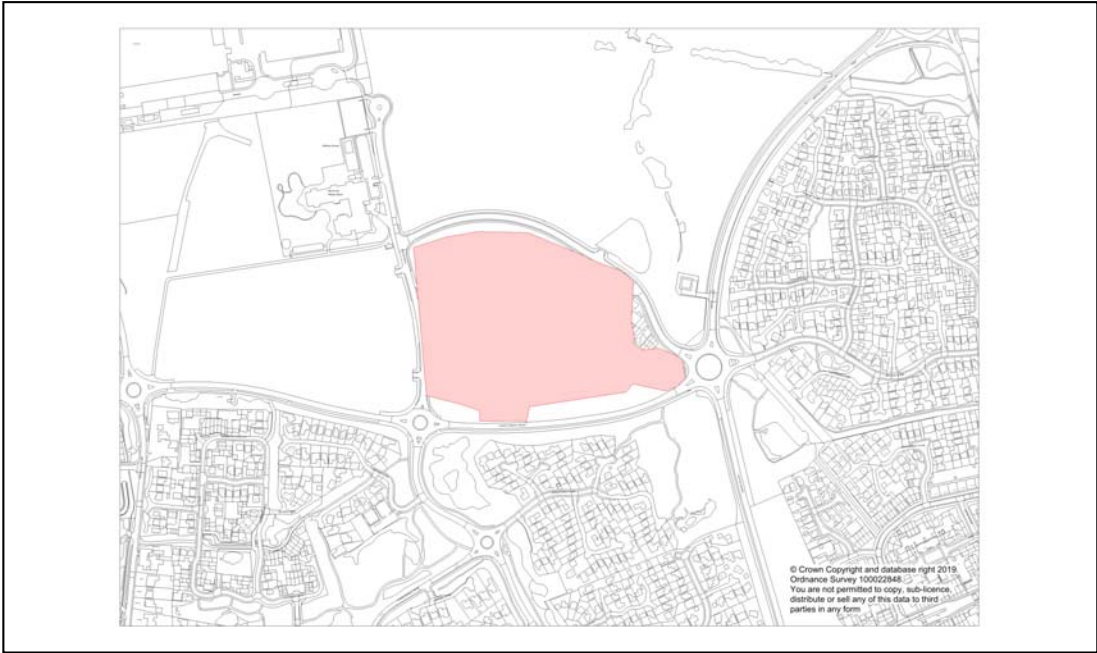 © Crown Copyright and database right 2019.
Ordnance Survey 100022848.
You are not permitted to copy, sub-licence,
distribute or sell any of this data to third
parties in any form